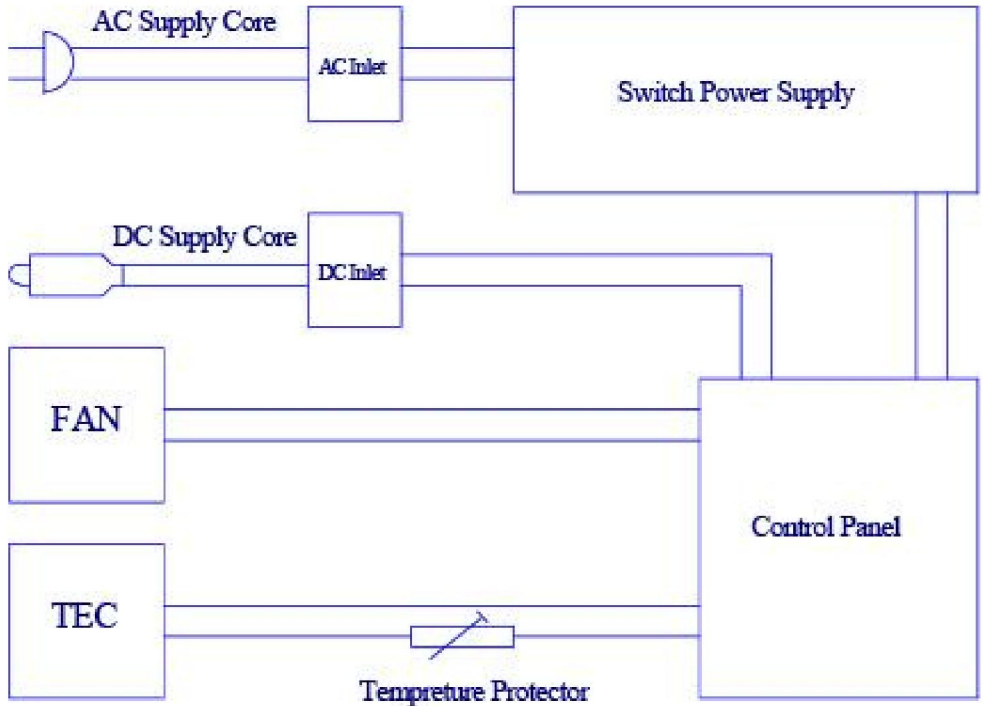 AC Supply Core
AC Inlet
Switch Power Supply
DC Supply Core
DC Inlet
FAN
Control Panel
TEC
Tempreture Protector